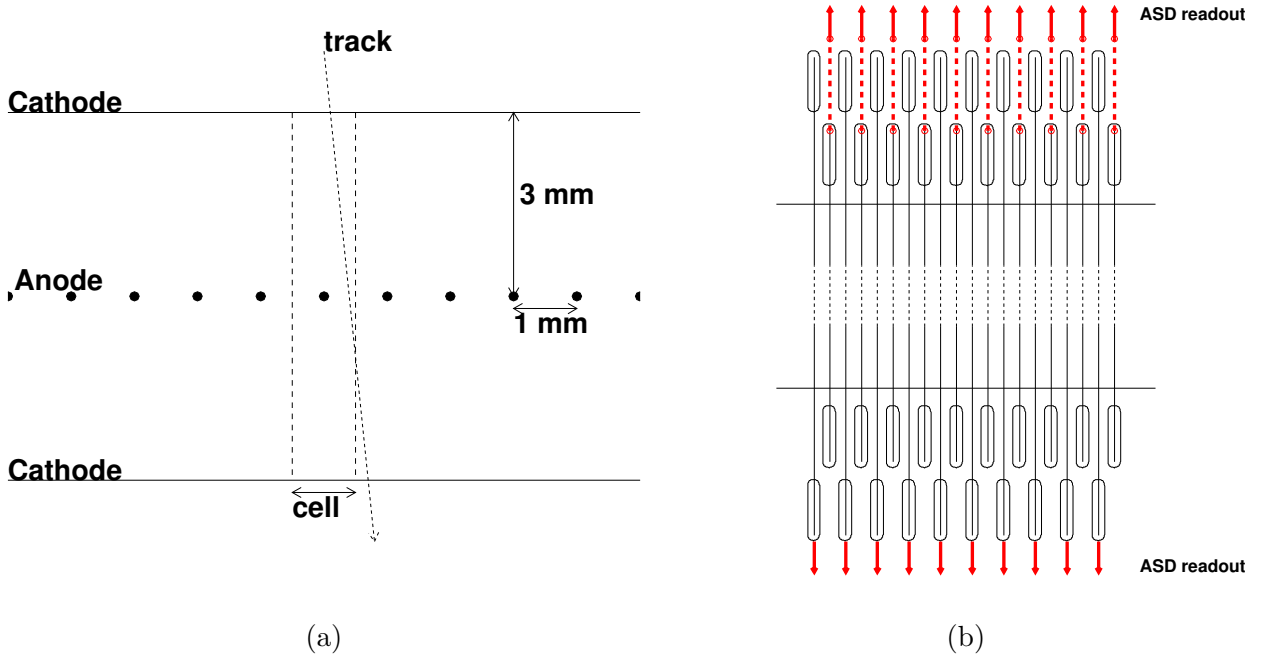 track
Cathode
3 mm
Anode
1 mm
Cathode
cell
(a)
ASD readout
ASD readout
(b)